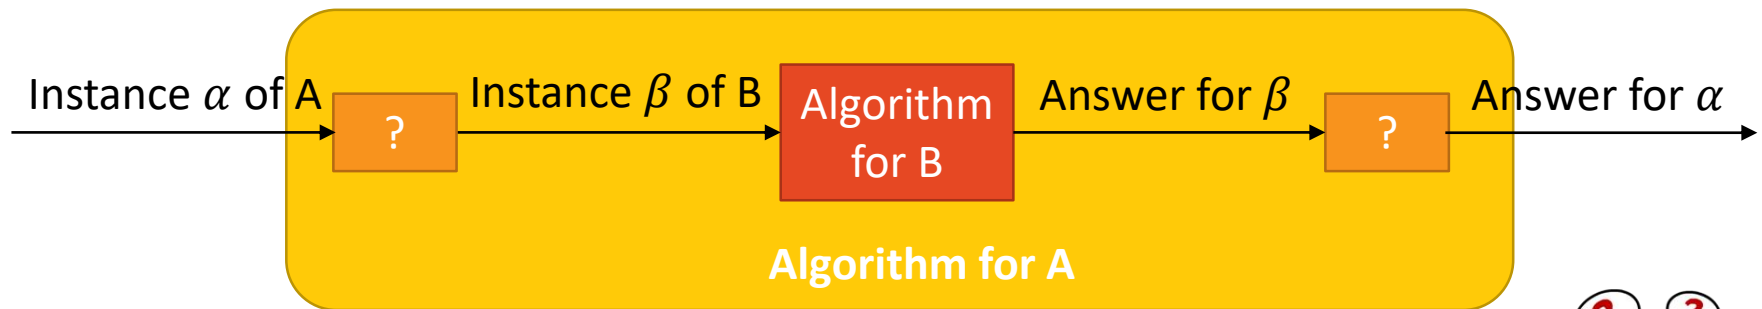 Instance α of A
?
Instance β of B
Algorithm
for B
Answer for β
?
Answer for α
Algorithm for A